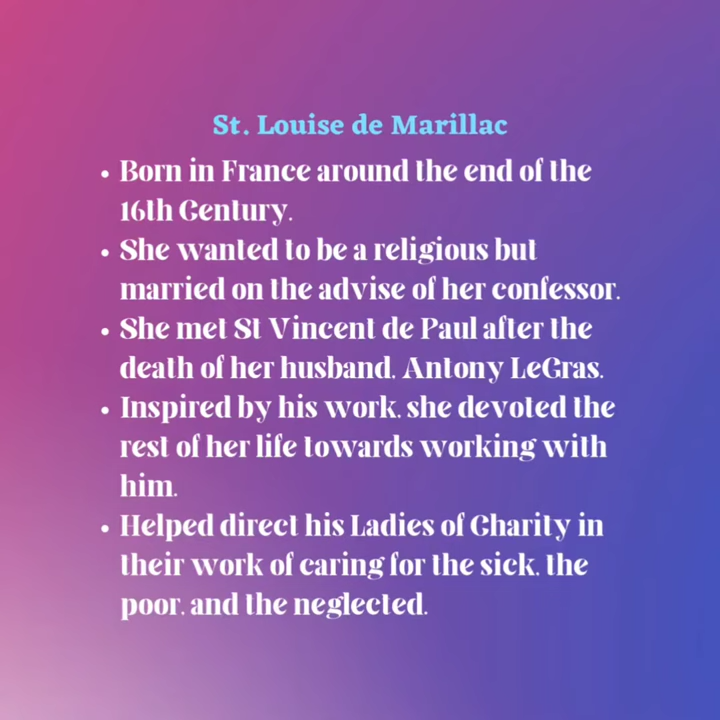 St. Louise de Marillac
• Born in France around the end of the
16th Century.
• She wanted to be a religious but
married on the advise of her confessor.
• She met St Vincent de Paul after the
death of her husband, Antony LeGras.
• Inspired by his work, she devoted the
rest of her life towards working with
him.
• Helped direct his Ladies of Charity in
their work of caring for the sick, the
poor, and the neglected.